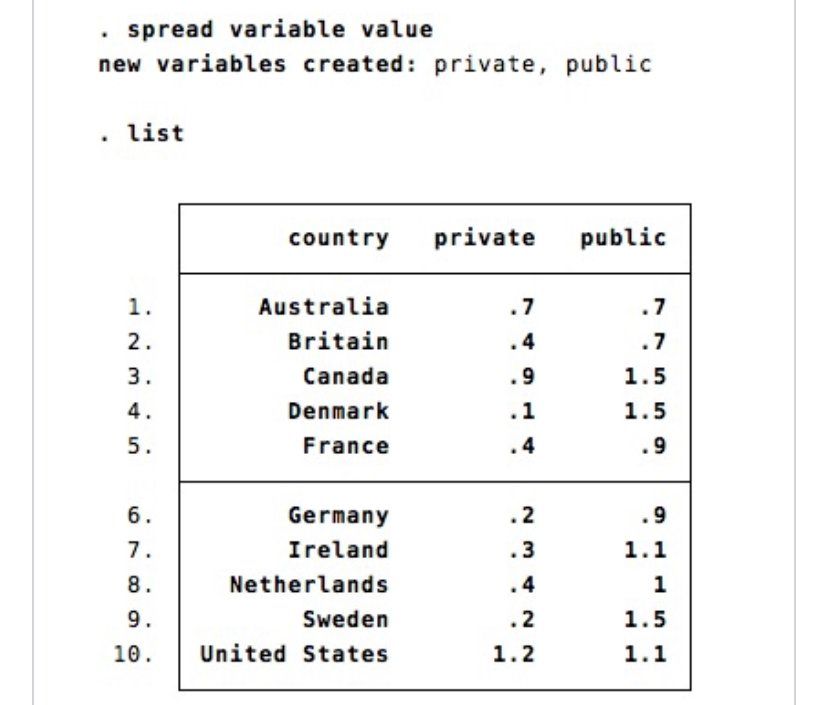 . spread variable value
new variables created: private, public
. list
country private public
1. Australia .7 .7
2. Britain .4 .7
3. Canada .9 1.5
4. Denmark .1 1.5
5. France .4 .9
6. Germany .2 .9
7. Ireland .3 1.1
8. Netherlands .4 1
9. Sweden .2 1.5
10. United States 1.2 1.1